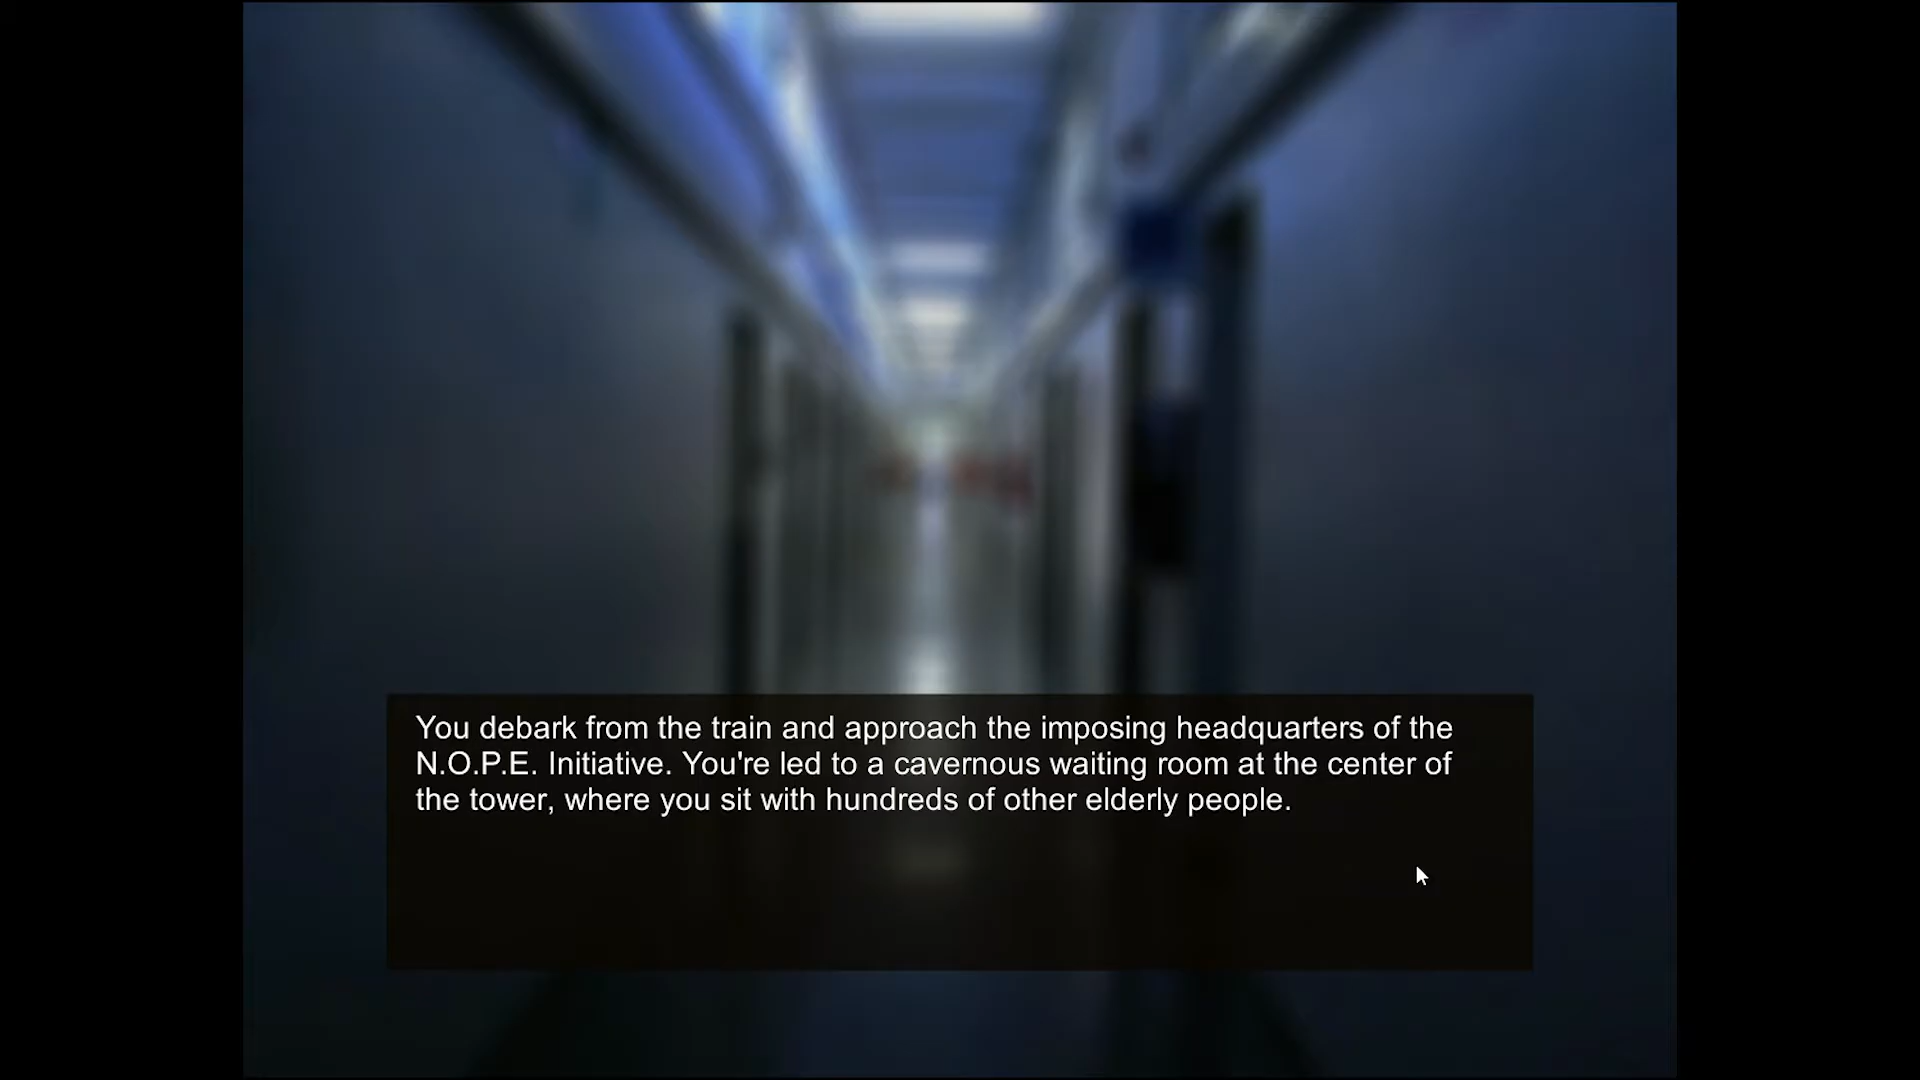 You debark from the train and approach the imposing headquarters of the
N.O.P.E. Initiative. You're led to a cavernous waiting room at the center of
the tower, where you sit with hundreds of other elderly people.